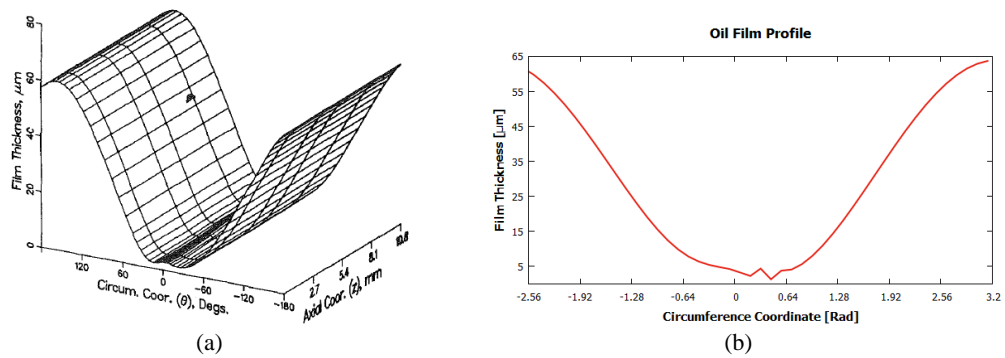 80
60
40
20
0
Film Thickness, μm
120
60
0
-60
-120
-180
Circum. Coor. (θ), Degs.
2.7
5.4
8.1
10.8
Axial Coor. (z), mm
(a)
Oil Film Profile
65
55
45
35
25
15
5
Film Thickness [μm]
-2.56 -1.92 -1.28 -0.64 0 0.64 1.28 1.92 2.56 3.2
Circumference Coordinate [Rad]
(b)